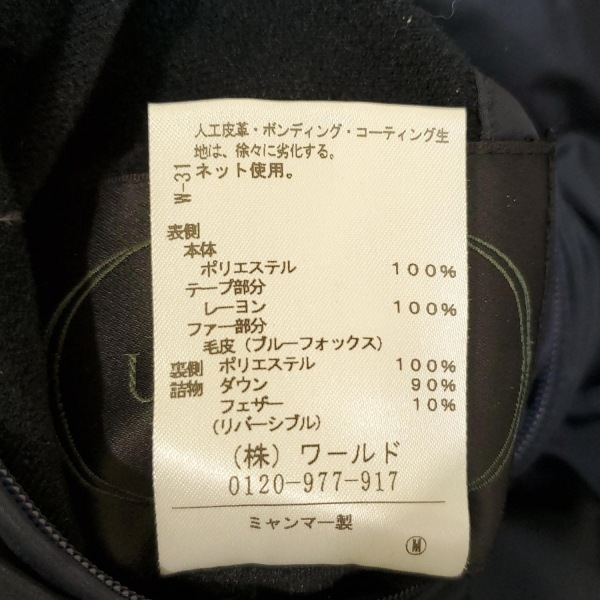 人工皮革・ボンディング・コーティング生
地は、徐々に劣化する。
ネット使用。
W-31
表側
本体
ポリエステル 100%
テープ部分
レーヨン 100%
ファー部分
毛皮（ブルーフォックス）
裏側 ポリエステル 100%
詰物 ダウン 90%
フェザー 10%
（リバーシブル）
（株）ワールド
0120-977-917
ミャンマー製
U